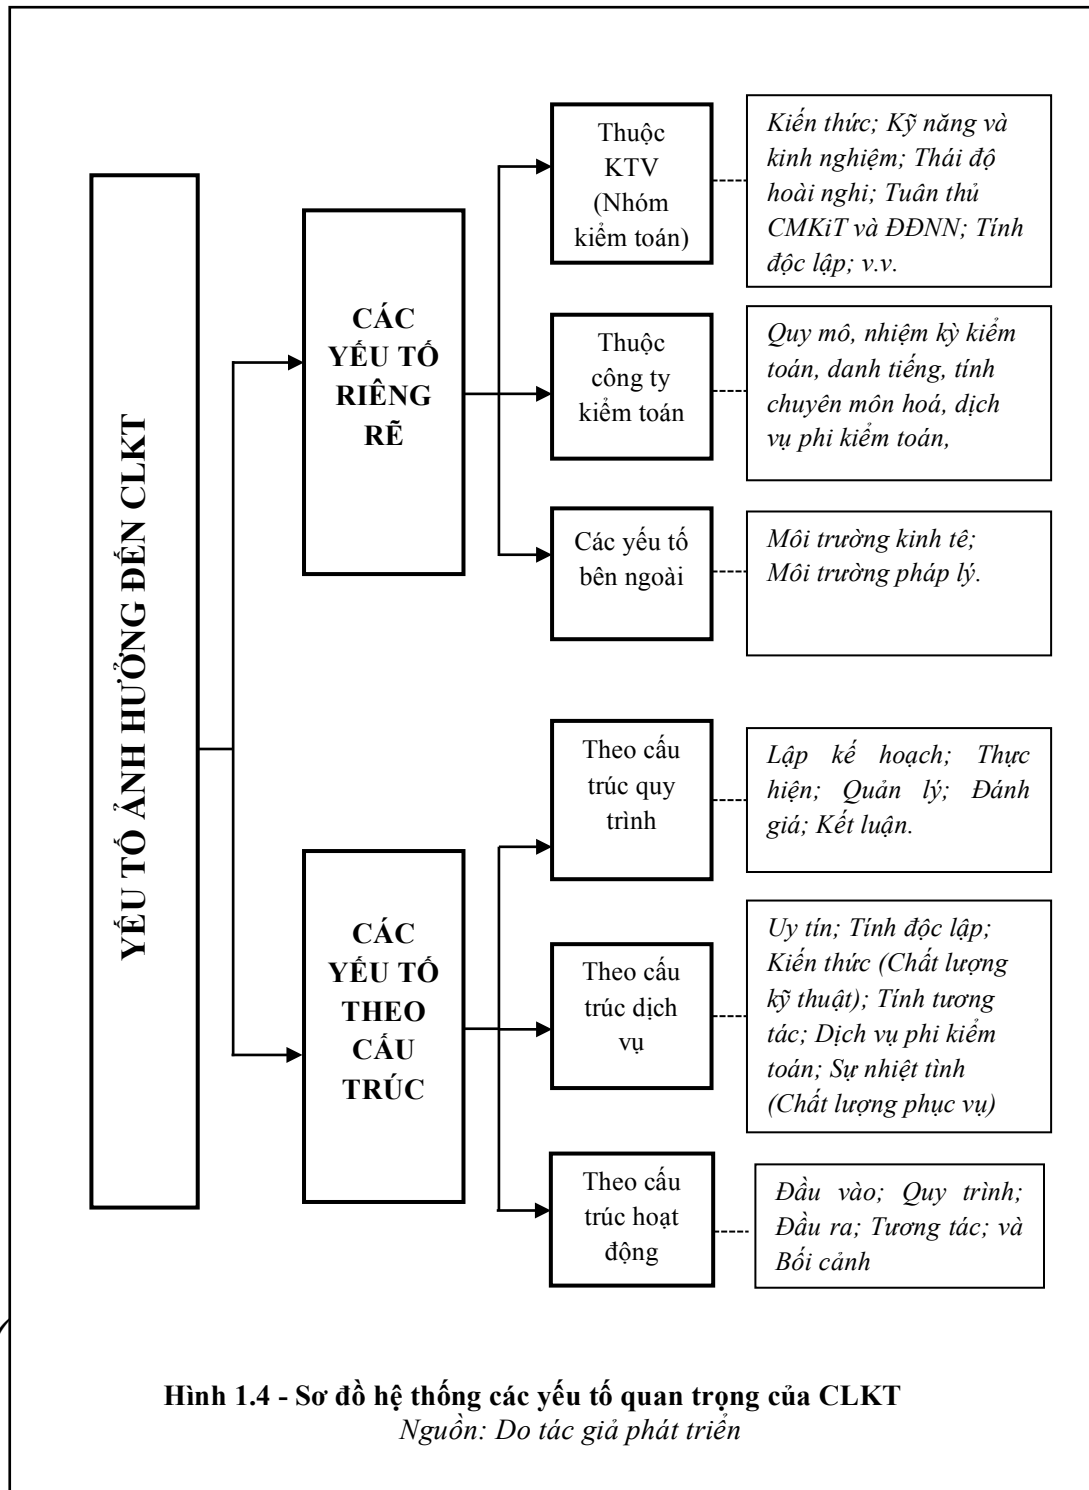 YẾU TỐ ẢNH HƯỞNG ĐẾN CLKT
CÁC
YẾU TỐ
RIÊNG
RẼ
Thuộc
KTV
(Nhóm
kiểm toán)
Kiến thức; Kỹ năng và
kinh nghiệm; Thái độ
hoài nghi; Tuân thủ
CMKiT và ĐĐNN; Tính
độc lập; v.v.
Thuộc
công ty
kiểm toán
Quy mô, nhiệm kỳ kiểm
toán, danh tiếng, tính
chuyên môn hoá, dịch
vụ phi kiểm toán,
Các yếu tố
bên ngoài
Môi trường kinh tê;
Môi trường pháp lý.
CÁC
YẾU TỐ
THEO
CẤU
TRÚC
Theo cấu
trúc quy
trình
Lập kế hoạch; Thực
hiện; Quản lý; Đánh
giá; Kết luận.
Theo cấu
trúc dịch
vụ
Uy tín; Tính độc lập;
Kiến thức (Chất lượng
kỹ thuật); Tính tương
tác; Dịch vụ phi kiểm
toán; Sự nhiệt tình
(Chất lượng phục vụ)
Theo cấu
trúc hoạt
động
Đầu vào; Quy trình;
Đầu ra; Tương tác; và
Bối cảnh
Hình 1.4 - Sơ đồ hệ thống các yếu tố quan trọng của CLKT
Nguồn: Do tác giả phát triển